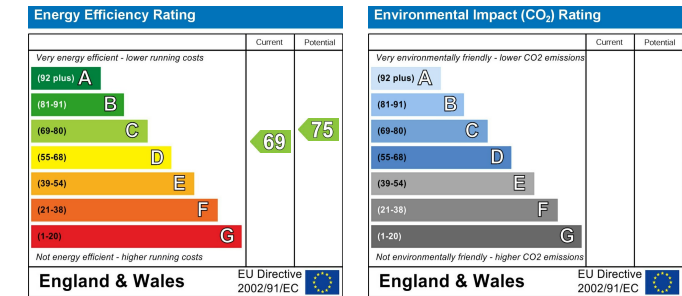 Energy Efficiency Rating
Current Potential
Very energy efficient - lower running costs
(92 plus) A
(81-91) B
(69-80) C
(55-68) D
(39-54) E
(21-38) F
(1-20) G
69
75
Not energy efficient - higher running costs
England & Wales
EU Directive
2002/91/EC
Environmental Impact (CO₂) Rating
Current Potential
Very environmentally friendly - lower CO2 emissions
(92 plus) A
(81-91) B
(69-80) C
(55-68) D
(39-54) E
(21-38) F
(1-20) G
Not environmentally friendly - higher CO2 emissions
England & Wales
EU Directive
2002/91/EC